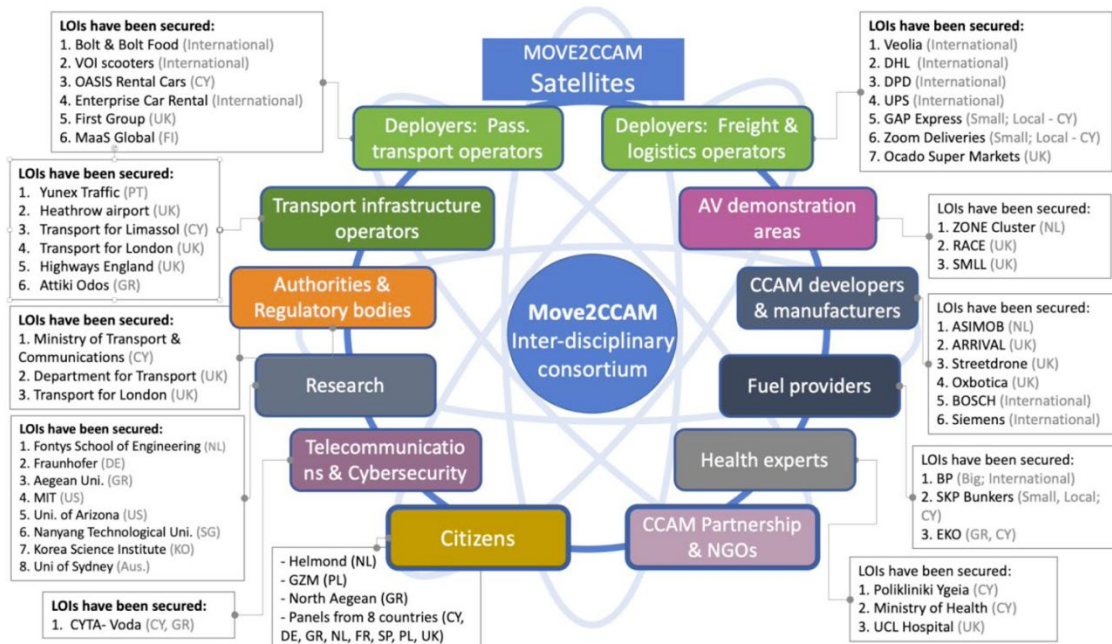 MOVE2CCAM
Satellites
LOIs have been secured:
1. Bolt & Bolt Food (International)
2. VOI scooters (International)
3. OASIS Rental Cars (CY)
4. Enterprise Car Rental (International)
5. First Group (UK)
6. MaaS Global (FI)
Deployers: Pass.
transport operators
Deployers: Freight &
logistics operators
LOIs have been secured:
1. Veolia (International)
2. DHL (International)
3. DPD (International)
4. UPS (International)
5. GAP Express (Small; Local - CY)
6. Zoom Deliveries (Small; Local - CY)
7. Ocado Super Markets (UK)
LOIs have been secured:
1. Yunex Traffic (PT)
2. Heathrow airport (UK)
3. Transport for Limassol (CY)
4. Transport for London (UK)
5. Highways England (UK)
6. Attiki Odos (GR)
Transport infrastructure
operators
AV demonstration
areas
LOIs have been secured:
1. ZONE Cluster (NL)
2. RACE (UK)
3. SMLL (UK)
Authorities &
Regulatory bodies
Move2CCAM
Inter-disciplinary
consortium
CCAM developers
& manufacturers
LOIs have been secured:
1. Ministry of Transport &
Communications (CY)
2. Department for Transport (UK)
3. Transport for London (UK)
LOIs have been secured:
1. ASIMOB (NL)
2. ARRIVAL (UK)
3. Streetdrone (UK)
4. Oxbotica (UK)
5. BOSCH (International)
6. Siemens (International)
Research
Fuel providers
LOIs have been secured:
1. Fontys School of Engineering (NL)
2. Fraunhofer (DE)
3. Aegean Uni. (GR)
4. MIT (US)
5. Uni. of Arizona (US)
6. Nanyang Technological Uni. (SG)
7. Korea Science Institute (KO)
8. Uni of Sydney (Aus.)
Telecommunicatio
ns & Cybersecurity
Health experts
LOIs have been secured:
1. BP (Big; International)
2. SKP Bunkers (Small, Local;
CY)
3. EKO (GR, CY)
Citizens
CCAM Partnership
& NGOs
LOIs have been secured:
1. CYTA- Voda (CY, GR)
- Helmond (NL)
- GZM (PL)
- North Aegean (GR)
- Panels from 8 countries (CY,
DE, GR, NL, FR, SP, PL, UK)
LOIs have been secured:
1. Polikliniki Ygeia (CY)
2. Ministry of Health (CY)
3. UCL Hospital (UK)